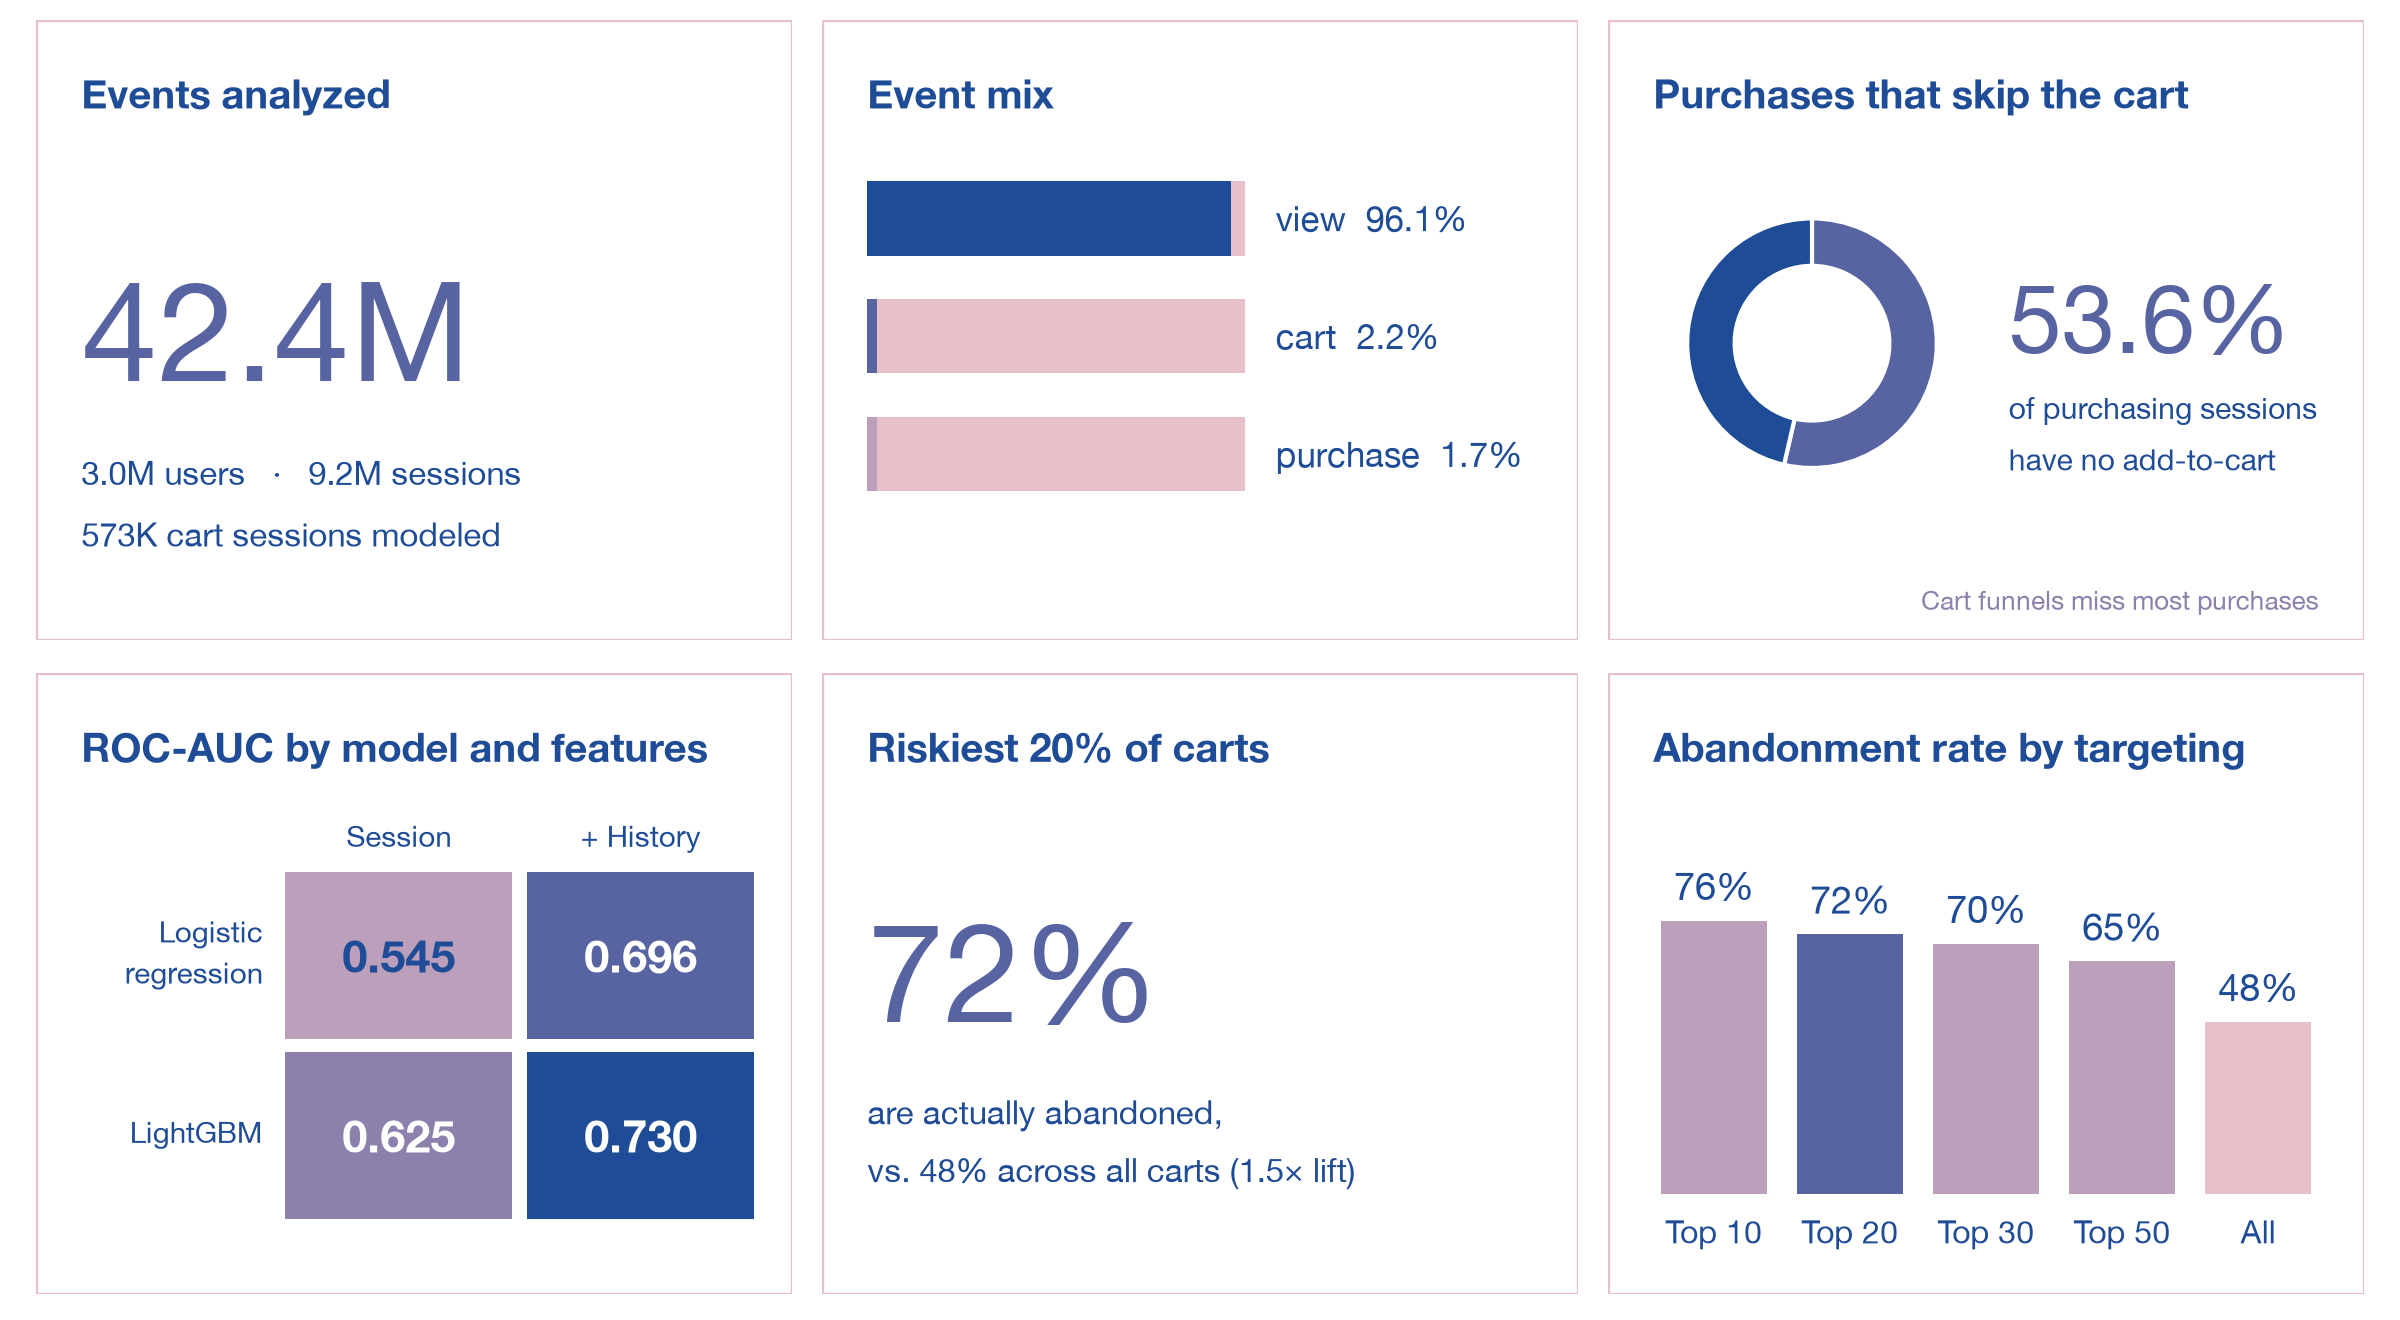 Events analyzed
42.4M
3.0M users · 9.2M sessions
573K cart sessions modeled
Event mix
view 96.1%
cart 2.2%
purchase 1.7%
Purchases that skip the cart
53.6%
of purchasing sessions
have no add-to-cart
Cart funnels miss most purchases
ROC-AUC by model and features
Session + History
Logistic
regression
0.545 0.696
LightGBM 0.625 0.730
Riskiest 20% of carts
72%
are actually abandoned,
vs. 48% across all carts (1.5× lift)
Abandonment rate by targeting
76% 72% 70% 65% 48%
Top 10 Top 20 Top 30 Top 50 All